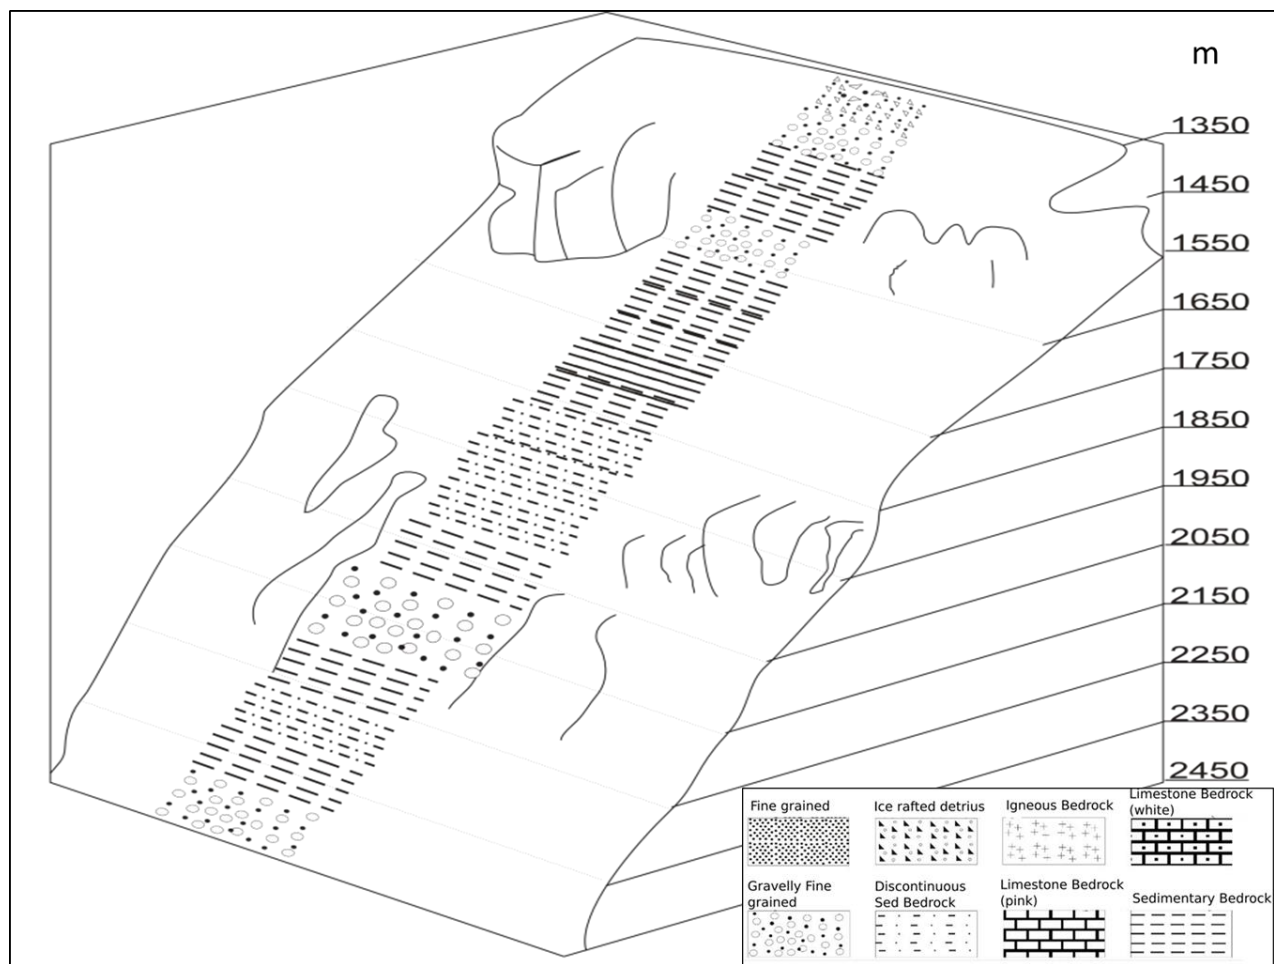 m
1350
1450
1550
1650
1750
1850
1950
2050
2150
2250
2350
2450
Fine grained
Ice rafted detrius
Igneous Bedrock
Limestone Bedrock
(white)
Gravelly Fine
grained
Discontinuous
Sed Bedrock
Limestone Bedrock
(pink)
Sedimentary Bedrock